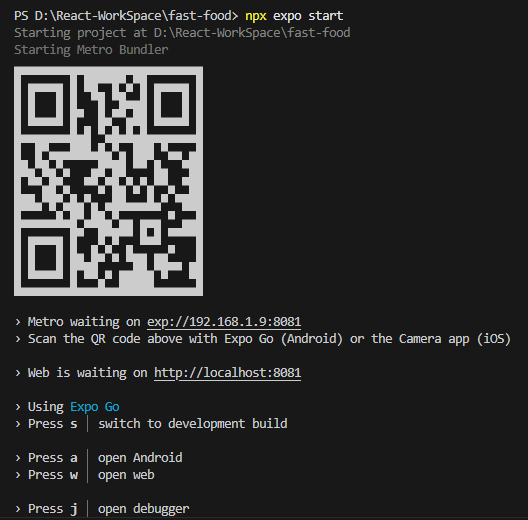 PS D:\React-WorkSpace\fast-food> npx expo start
Starting project at D:\React-WorkSpace\fast-food
Starting Metro Bundler
› Metro waiting on exp://192.168.1.9:8081
› Scan the QR code above with Expo Go (Android) or the Camera app (iOS)
› Web is waiting on http://localhost:8081
› Using Expo Go
› Press s │ switch to development build
› Press a │ open Android
› Press w │ open web
› Press j │ open debugger